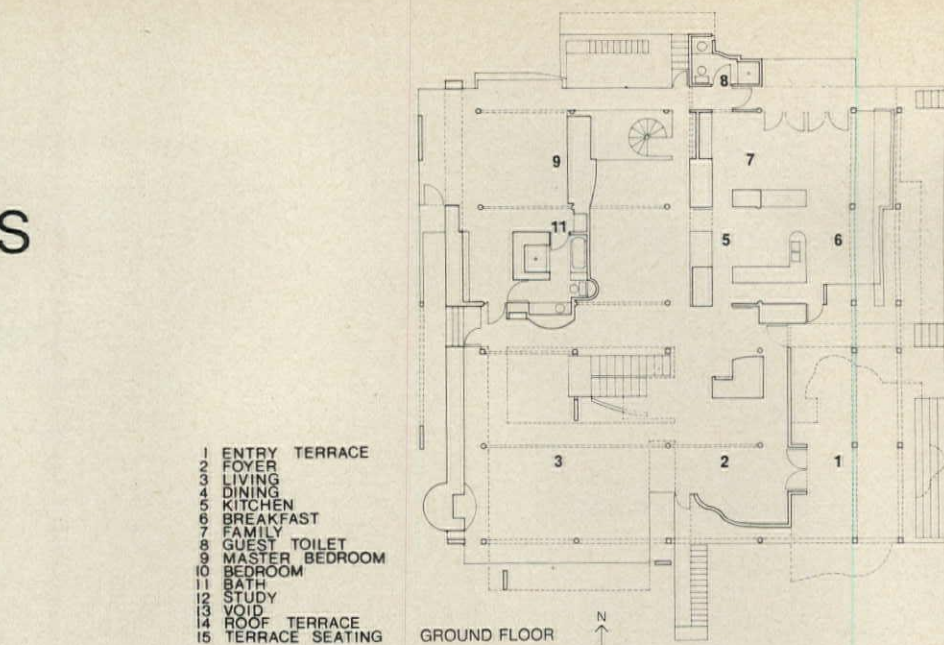 S
8
9
7
11
5
6
3
2
1
1 ENTRY TERRACE
2 FOYER
3 LIVING
4 DINING
5 KITCHEN
6 BREAKFAST
7 FAMILY
8 GUEST TOILET
9 MASTER BEDROOM
10 BEDROOM
11 BATH
12 STUDY
13 VOID
14 ROOF TERRACE
15 TERRACE SEATING
GROUND FLOOR
N